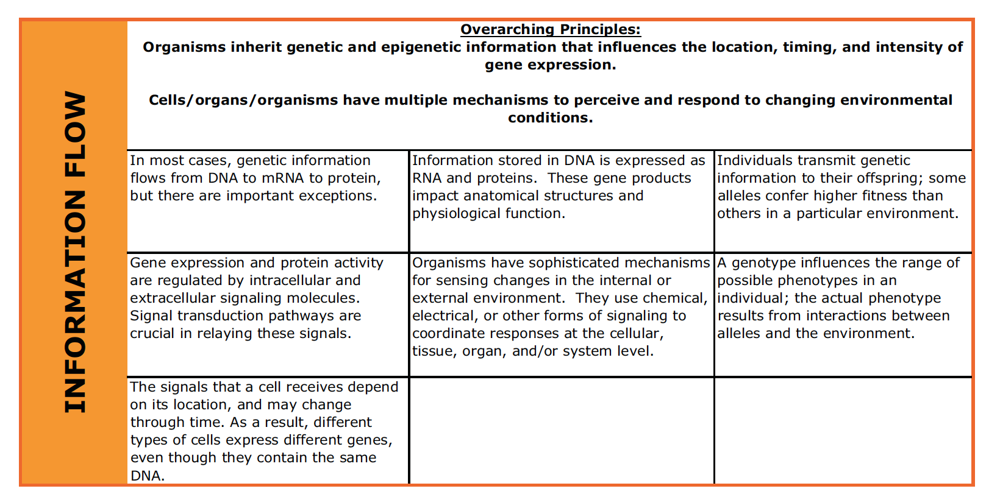 INFORMATION FLOW
Overarching Principles:
Organisms inherit genetic and epigenetic information that influences the location, timing, and intensity of
gene expression.
Cells/organs/organisms have multiple mechanisms to perceive and respond to changing environmental
conditions.
In most cases, genetic information
flows from DNA to mRNA to protein,
but there are important exceptions.
Information stored in DNA is expressed as
RNA and proteins.  These gene products
impact anatomical structures and
physiological function.
Individuals transmit genetic
information to their offspring; some
alleles confer higher fitness than
others in a particular environment.
Gene expression and protein activity
are regulated by intracellular and
extracellular signaling molecules.
Signal transduction pathways are
crucial in relaying these signals.
Organisms have sophisticated mechanisms
for sensing changes in the internal or
external environment.  They use chemical,
electrical, or other forms of signaling to
coordinate responses at the cellular,
tissue, organ, and/or system level.
A genotype influences the range of
possible phenotypes in an
individual; the actual phenotype
results from interactions between
alleles and the environment.
The signals that a cell receives depend
on its location, and may change
through time. As a result, different
types of cells express different genes,
even though they contain the same
DNA.